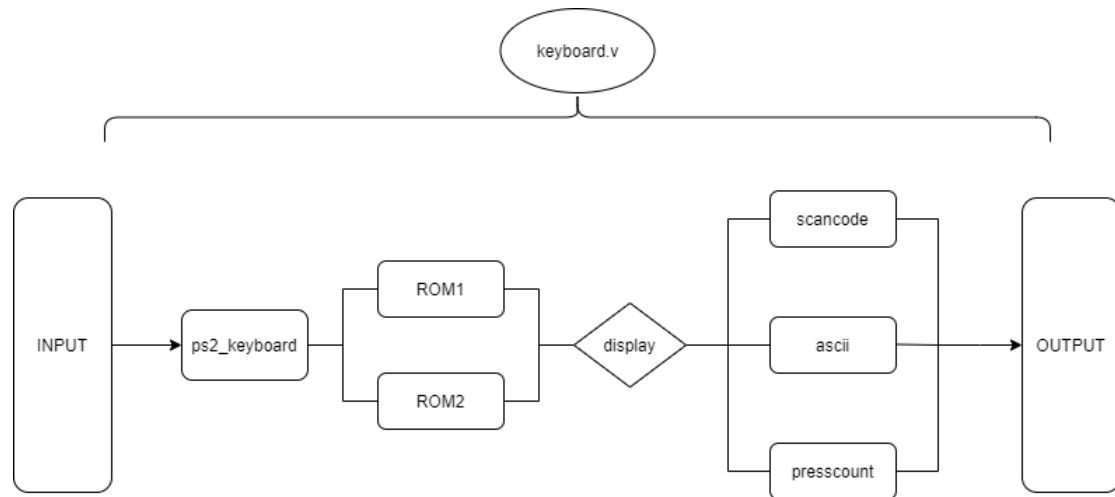 keyboard.v
INPUT
ps2_keyboard
ROM1
ROM2
display
scancode
ascii
presscount
OUTPUT